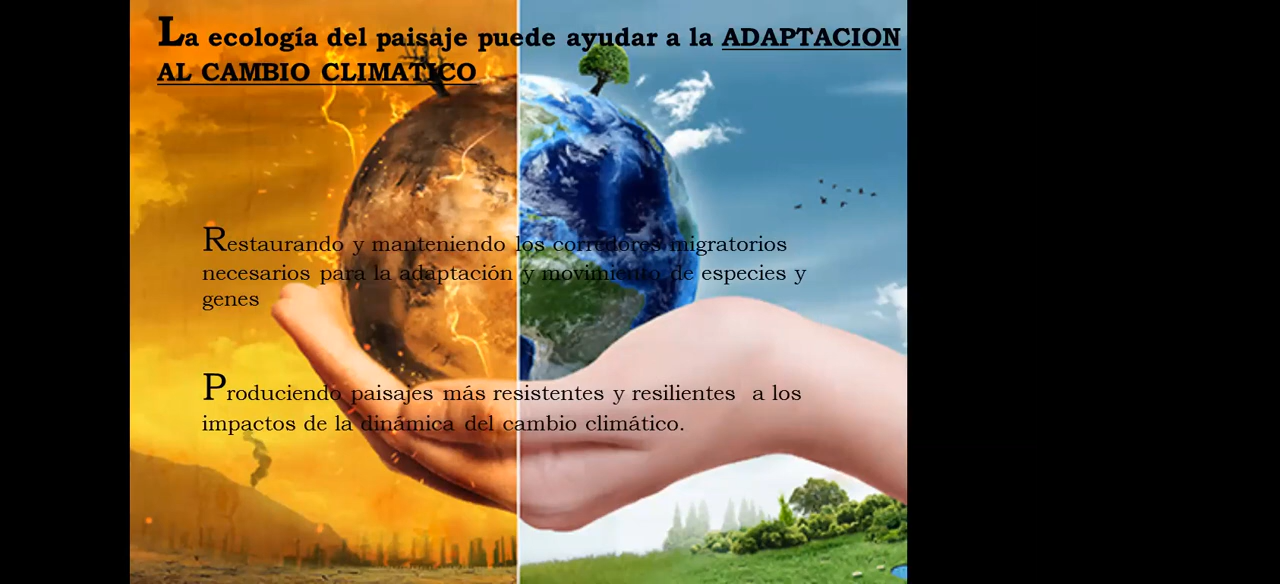 La ecología del paisaje puede ayudar a la ADAPTACION
AL CAMBIO CLIMATICO
Restaurando y manteniendo los corredores migratorios
necesarios para la adaptación y movimiento de especies y
genes
Produciendo paisajes más resistentes y resilientes a los
impactos de la dinámica del cambio climático.